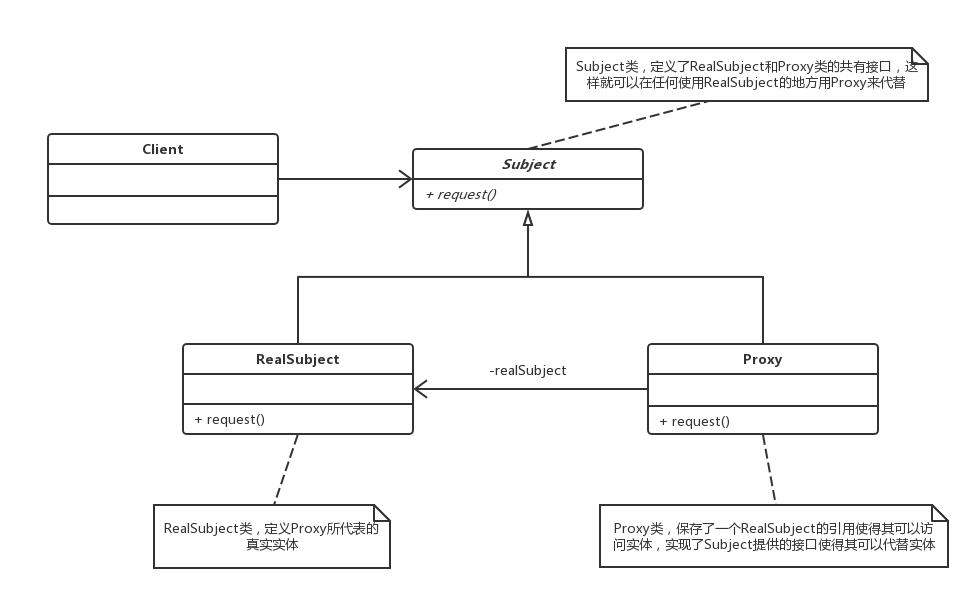 Subject类，定义了RealSubject和Proxy类的共有接口，这
样就可以在任何使用RealSubject的地方用Proxy来代替
Client
Subject
+ request()
RealSubject
+ request()
-realSubject
Proxy
+ request()
RealSubject类，定义Proxy所代表的
真实实体
Proxy类，保存了一个RealSubject的引用使得其可以访
问实体，实现了Subject提供的接口使得其可以代替实体